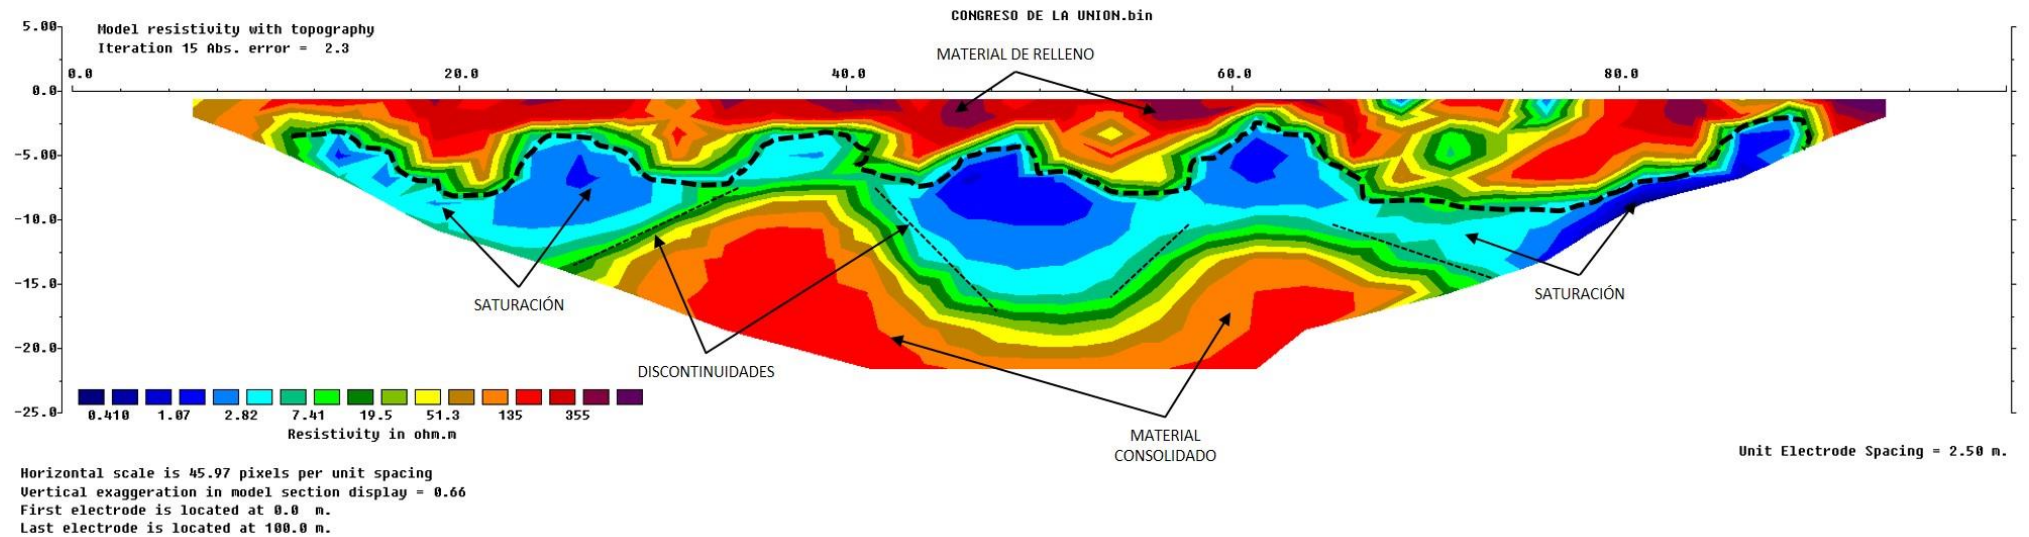 CONGRESO DE LA UNION.bin
Model resistivity with topography
Iteration 15 Abs. error = 2.3
MATERIAL DE RELLENO
5.00
0.0 20.0 40.0 60.0 80.0
0.0
-5.00
-10.0
-15.0
-20.0
-25.0
SATURACIÓN
SATURACIÓN
DISCONTINUIDADES
MATERIAL
CONSOLIDADO
0.410 1.07 2.82 7.41 19.5 51.3 135 355
Resistivity in ohm.m
Unit Electrode Spacing = 2.50 m.
Horizontal scale is 45.97 pixels per unit spacing
Vertical exaggeration in model section display = 0.66
First electrode is located at 0.0 m.
Last electrode is located at 100.0 m.